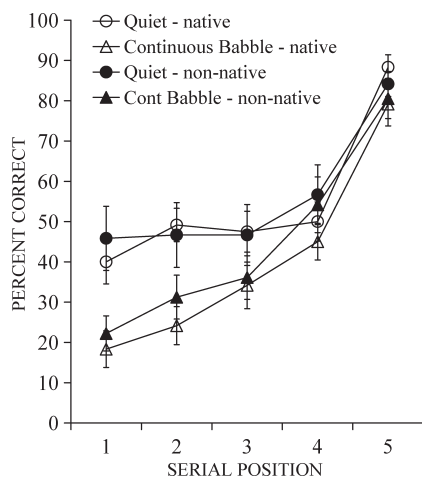 100
90
80
70
60
50
40
30
20
10
0
PERCENT CORRECT
Quiet - native
Continuous Babble - native
Quiet - non-native
Cont Babble - non-native
1 2 3 4 5
SERIAL POSITION